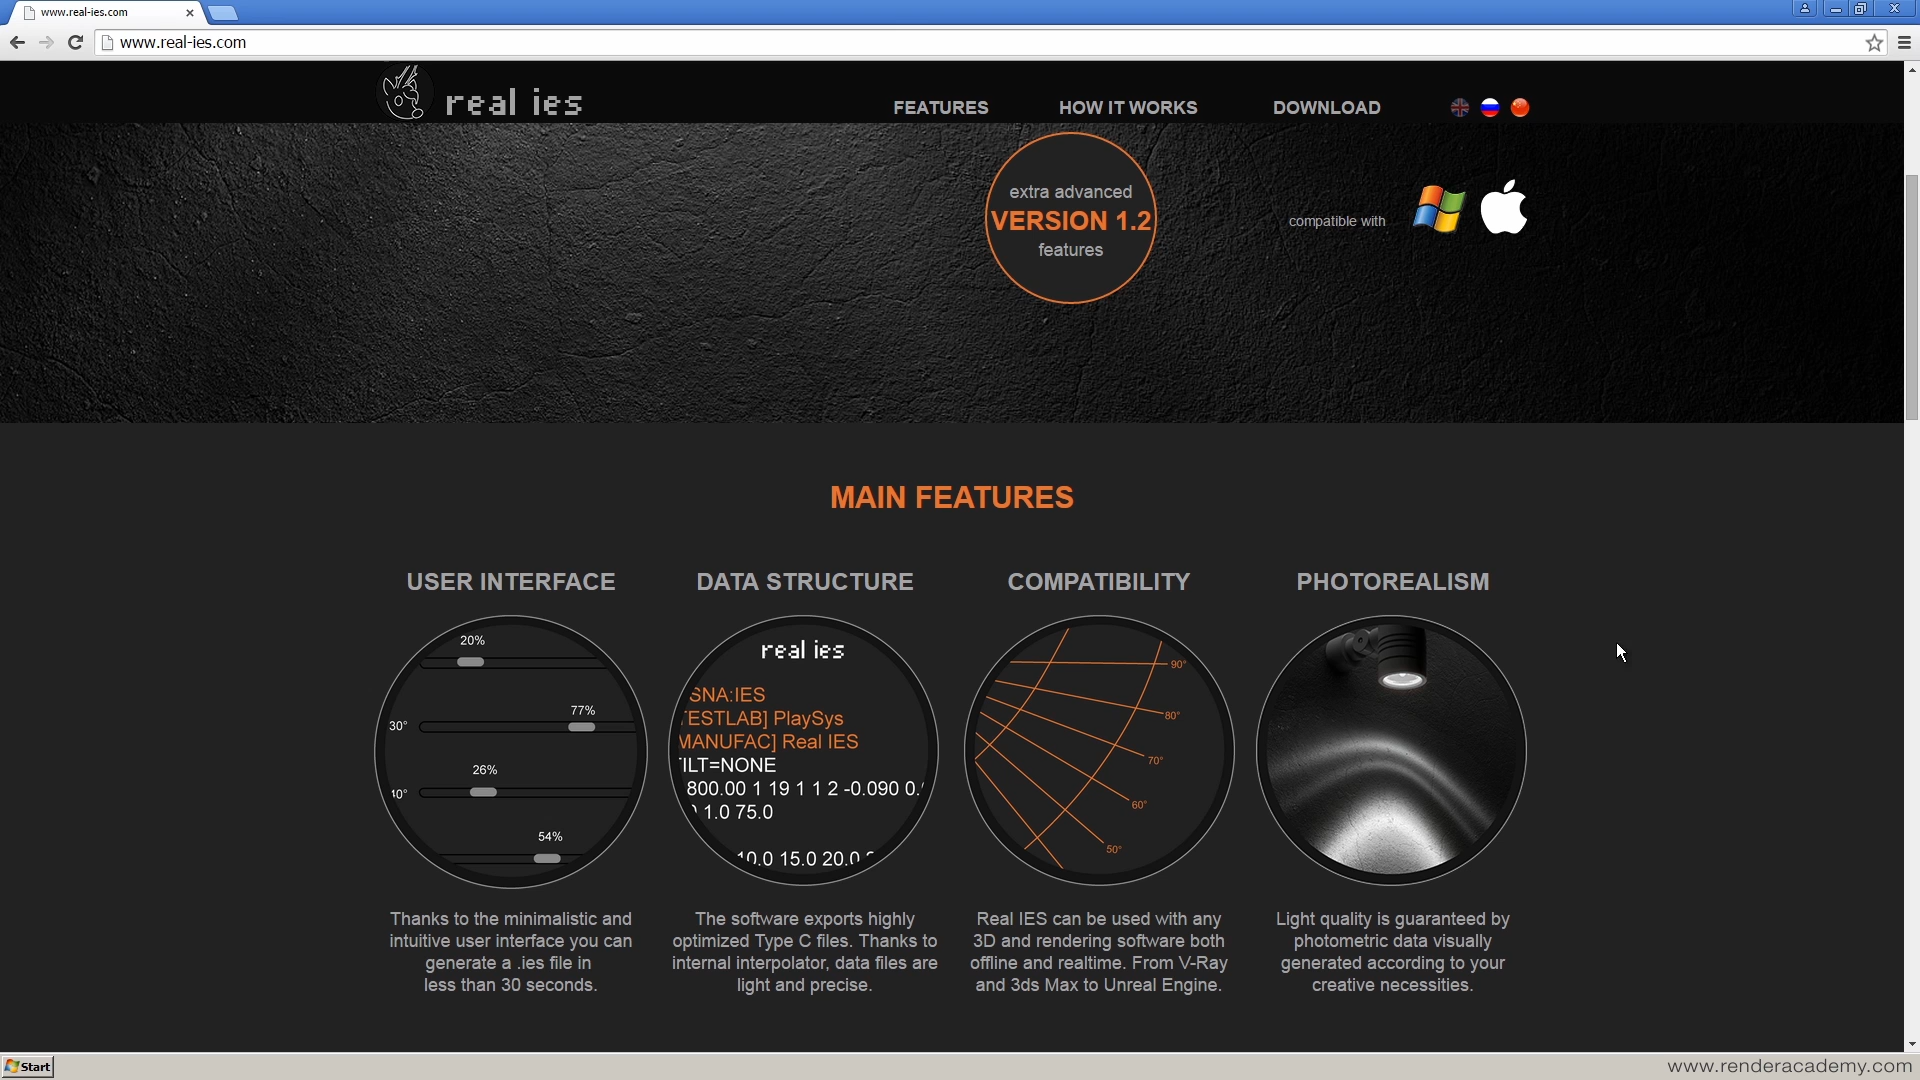 www.real-ies.com
www.real-ies.com
real ies
FEATURES
HOW IT WORKS
DOWNLOAD
extra advanced
VERSION 1.2
features
compatible with
MAIN FEATURES
USER INTERFACE
20%
77%
30°
26%
40°
54%
Thanks to the minimalistic and
intuitive user interface you can
generate a .ies file in
less than 30 seconds.
DATA STRUCTURE
real ies
SNA:IES
TESTLAB] PlaySys
MANUFAC] Real IES
TILT=NONE
800.00 1 19 1 1 2 -0.090 0.
1.0 75.0
10.0 15.0 20.0
The software exports highly
optimized Type C files. Thanks to
internal interpolator, data files are
light and precise.
COMPATIBILITY
90°
80°
70°
60°
50°
Real IES can be used with any
3D and rendering software both
offline and realtime. From V-Ray
and 3ds Max to Unreal Engine.
PHOTOREALISM
Light quality is guaranteed by
photometric data visually
generated according to your
creative necessities.
Start
www.renderacademy.com